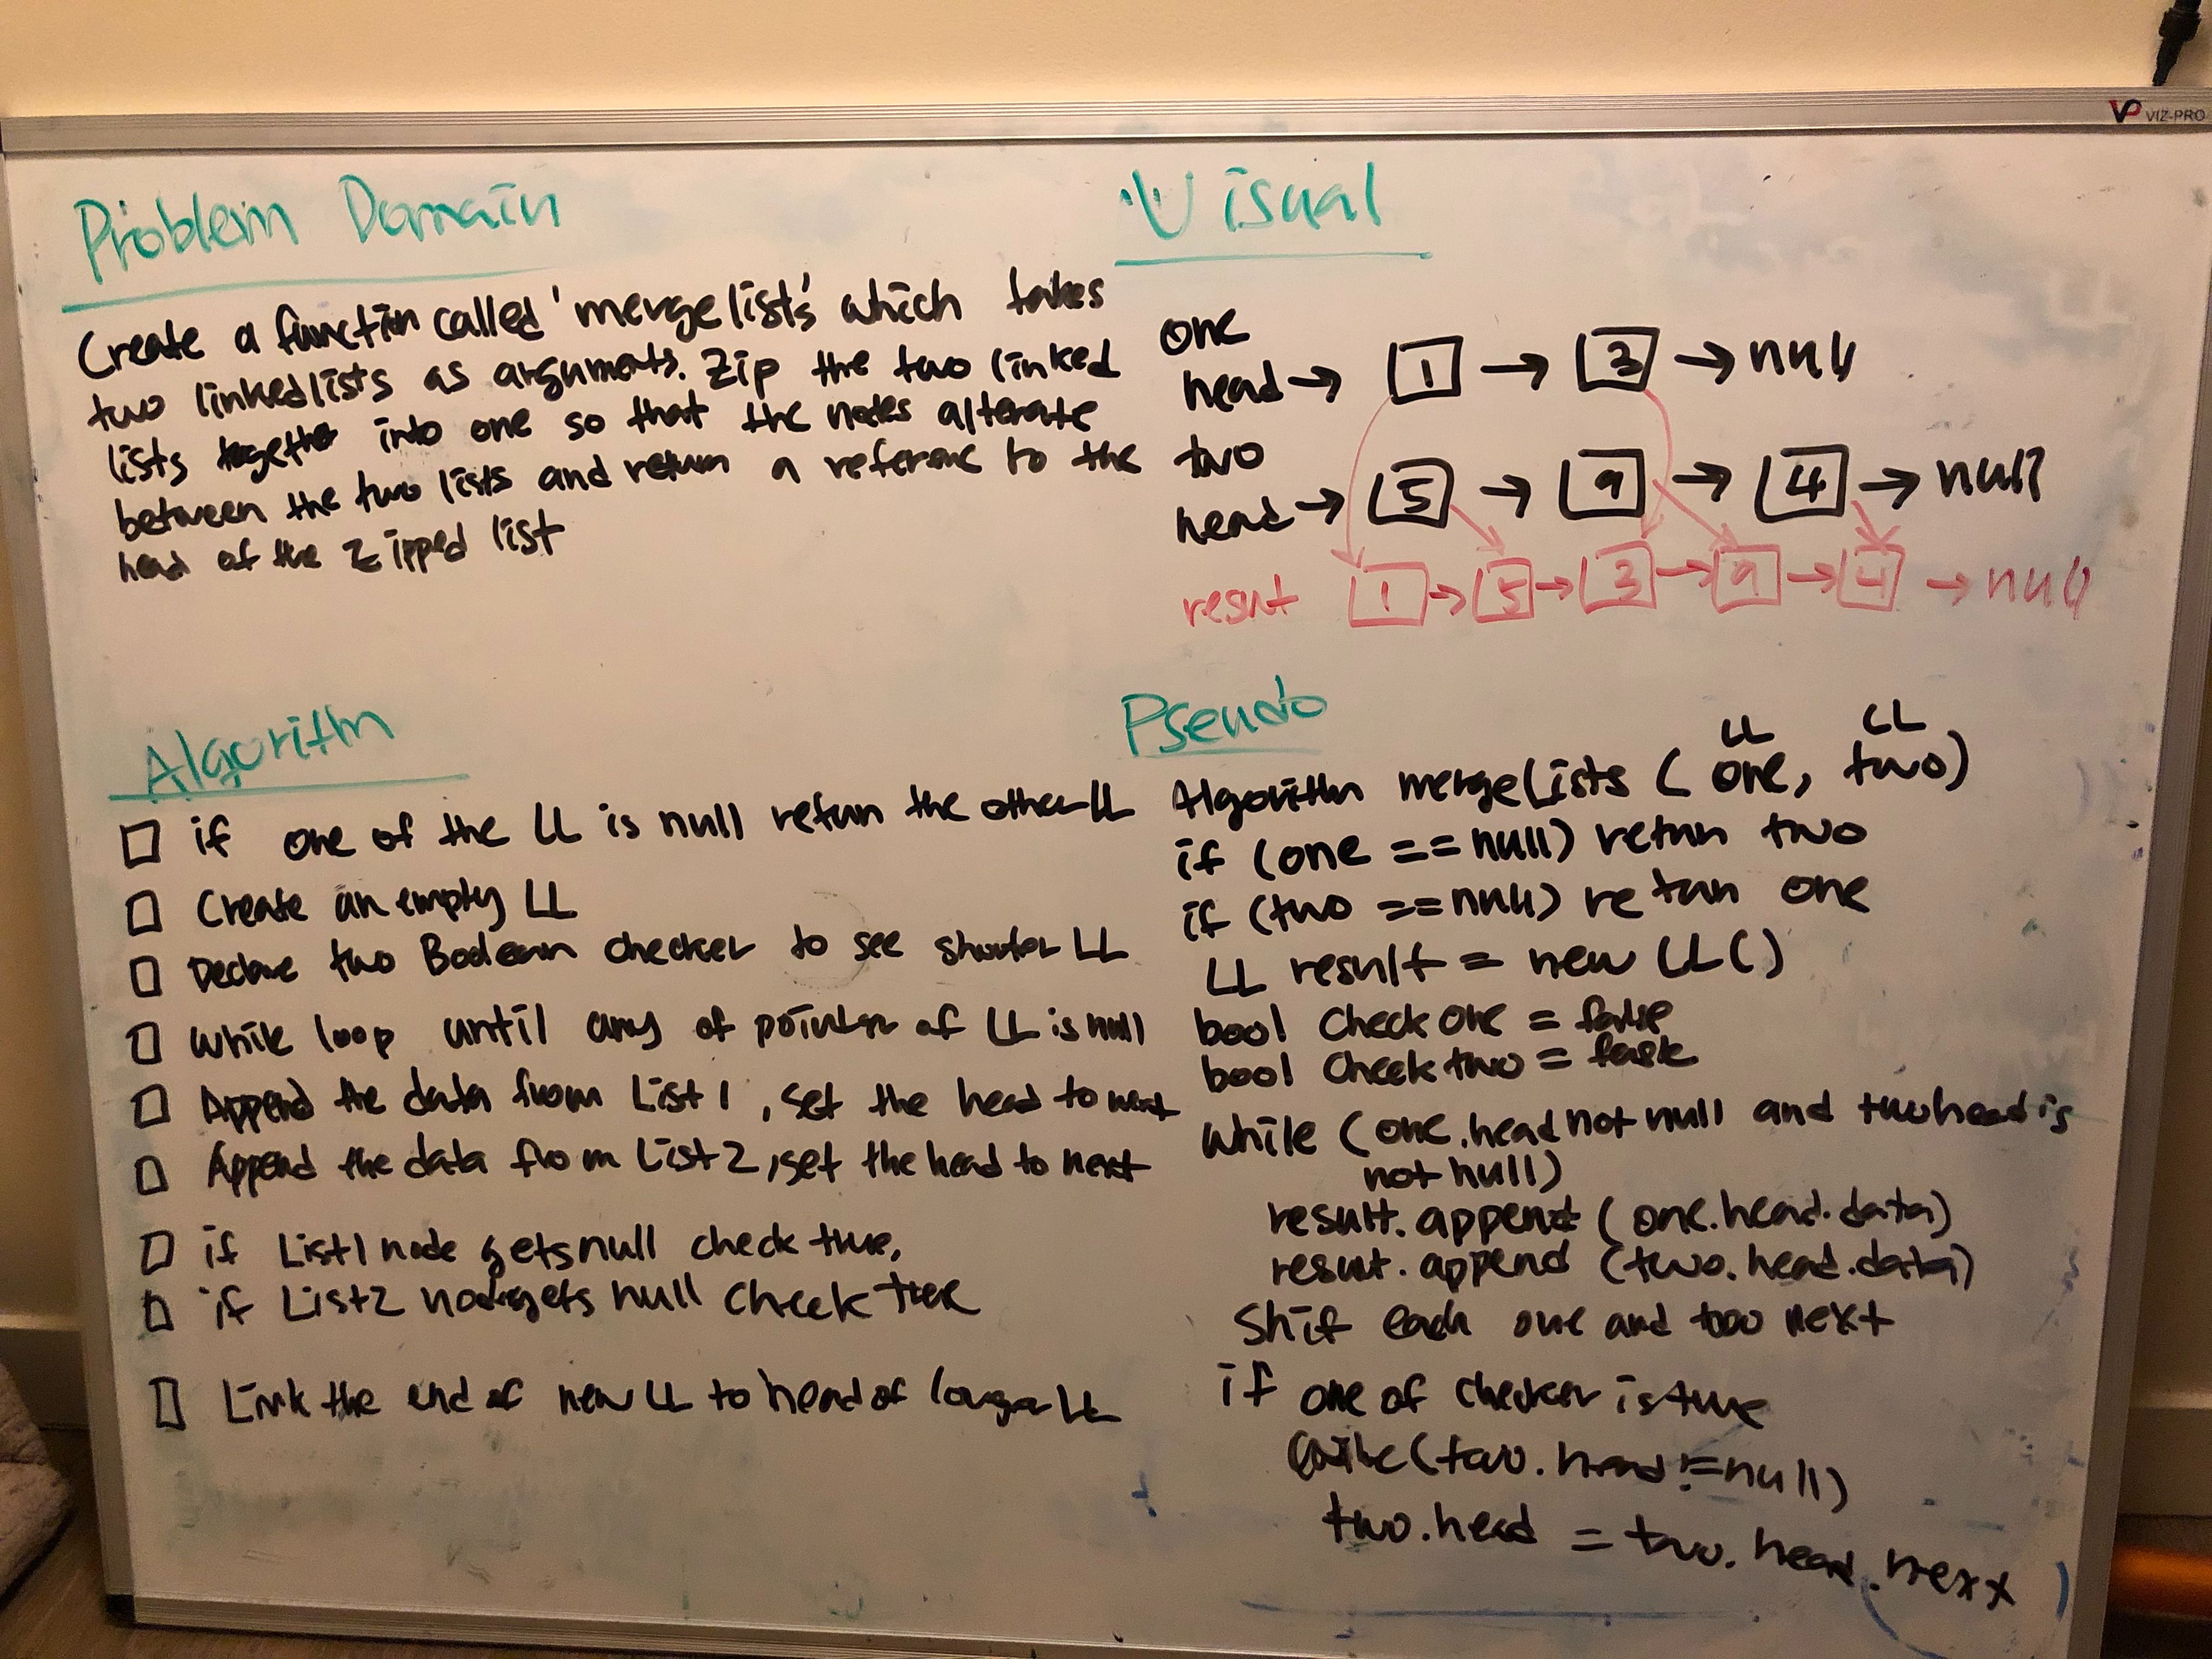 VP VIZ-PRO
Problem Domain
Create a function called 'mergelists' which takes
two linkedlists as arguments. Zip the two linked
lists together into one so that the nodes alterate
between the two lists and return a reference to the
head of the zipped list
Visual
one
head → 1 → 3 → null
two
head → 5 → 9 → 4 → null
result 1 → 5 → 3 → 9 → 4 → null
Algorithm
□ if one of the LL is null return the other LL
□ Create an empty LL
□ Declare two Boolean checker to see shorter LL
□ While loop until any of pointer of LL is null
□ Append the data from List1, set the head to next
□ Append the data from List2, set the head to next
□ if List1 node gets null check true,
□ if List2 node gets null check true
□ Link the end of new LL to head of longer LL
Pseudo
LL LL
Algorithm mergeLists (one, two)
if (one == null) return two
if (two == null) return one
LL result = new LL()
bool Check one = false
bool Check two = false
While (one.head not null and two head is
not null)
result.append (one.head.data)
result.append (two.head.data)
Shif each one and two next
if one of checker is true
while (two.head != null)
two.head = two.head.next